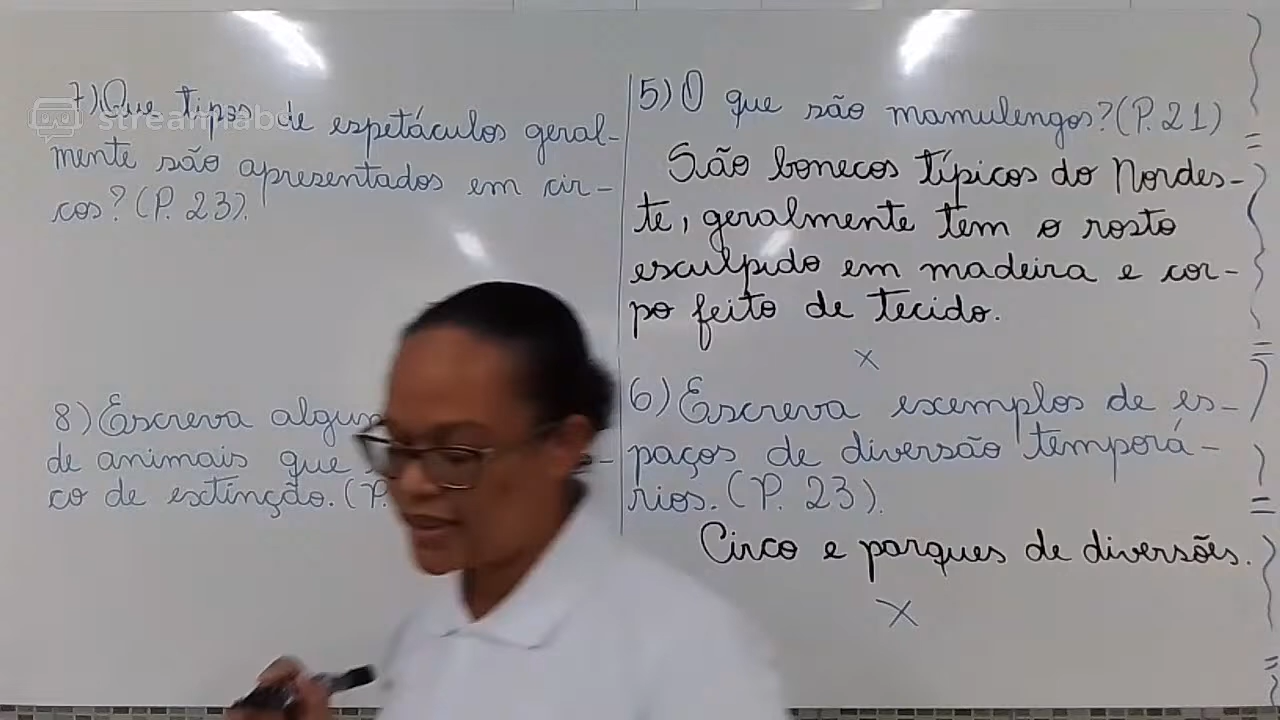 7) Que tipos de espetáculos geral-
mente são apresentados em cir-
cos? (P. 23).
8) Escreva algun
de animais que
co de extinção. (P.
5) O que são mamulengos? (P. 21)
São bonecos típicos do Nordes-
te, geralmente tem o rosto
esculpido em madeira e cor-
po feito de tecido.
x
6) Escreva exemplos de es-
paços de diversão temporá-
rios. (P. 23).
Circo e parques de diversões.
X
streamlabs